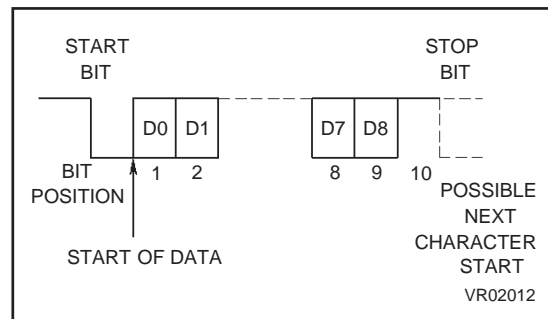 START
BIT
STOP
BIT
D0 D1 D7 D8
BIT
POSITION
1 2 8 9 10
POSSIBLE
NEXT
CHARACTER
START
START OF DATA
VR02012